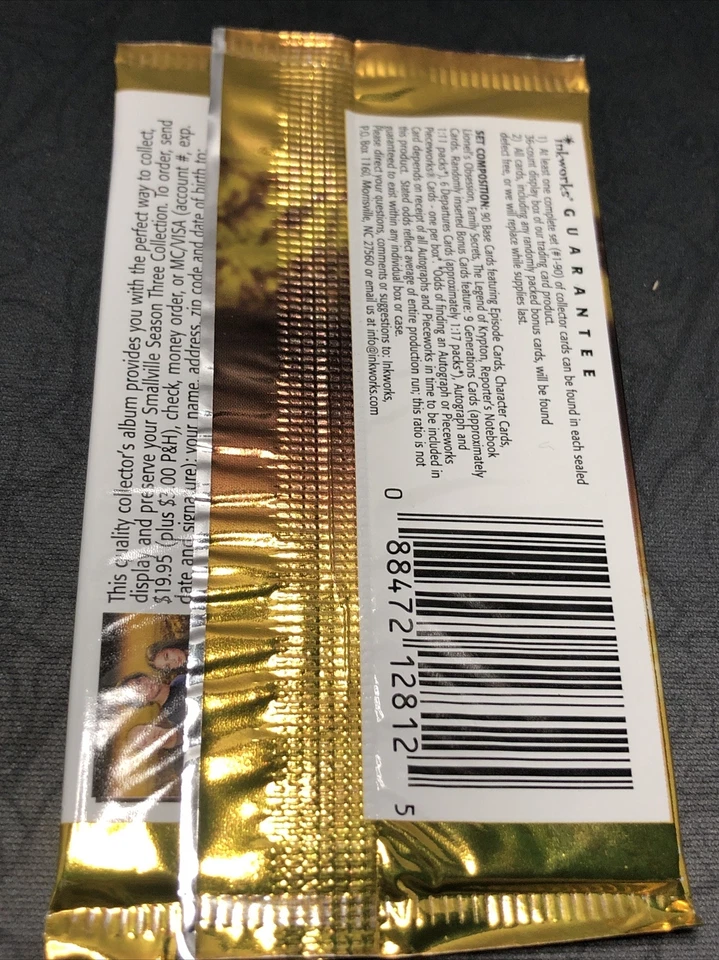 inkworks® GUARANTEE
1) At least one complete set (#1-90) of collector cards can be found in each sealed
36-count display box of our trading card product.
2) All cards, including any randomly packed bonus cards, will be found
defect free, or we will replace while supplies last.
SET COMPOSITION: 90 Base Cards featuring Episode Cards, Character Cards,
Lionel's Obsession, Family Secrets, The Legend of Krypton, Reporter's Notebook
Cards. Randomly inserted Bonus Cards feature: 9 Generations Cards (approximately
1:11 packs*), 6 Departures Cards (approximately 1:17 packs*), Autograph and
Pieceworks® Cards - one per box*. *Odds of finding an Autograph or Pieceworks
Card depends on receipt of all Autographs and Pieceworks in time to be included in
this product. Stated odds reflect average of entire production run; this ratio is not
guaranteed to exist within any individual box or case.
Please direct your questions, comments or suggestions to: Inkworks,
P.O. Box 1160, Morrisville, NC 27560 or email us at info@inkworks.com
0 88472 12812 5
This quality collector's album provides you with the perfect way to collect,
display and preserve your Smallville Season Three Collection. To order, send
$19.95 (plus $ .00 P&H), check, money order, or MC/VISA (account #, exp.
date and signature); your name, address, zip code and date of birth to: